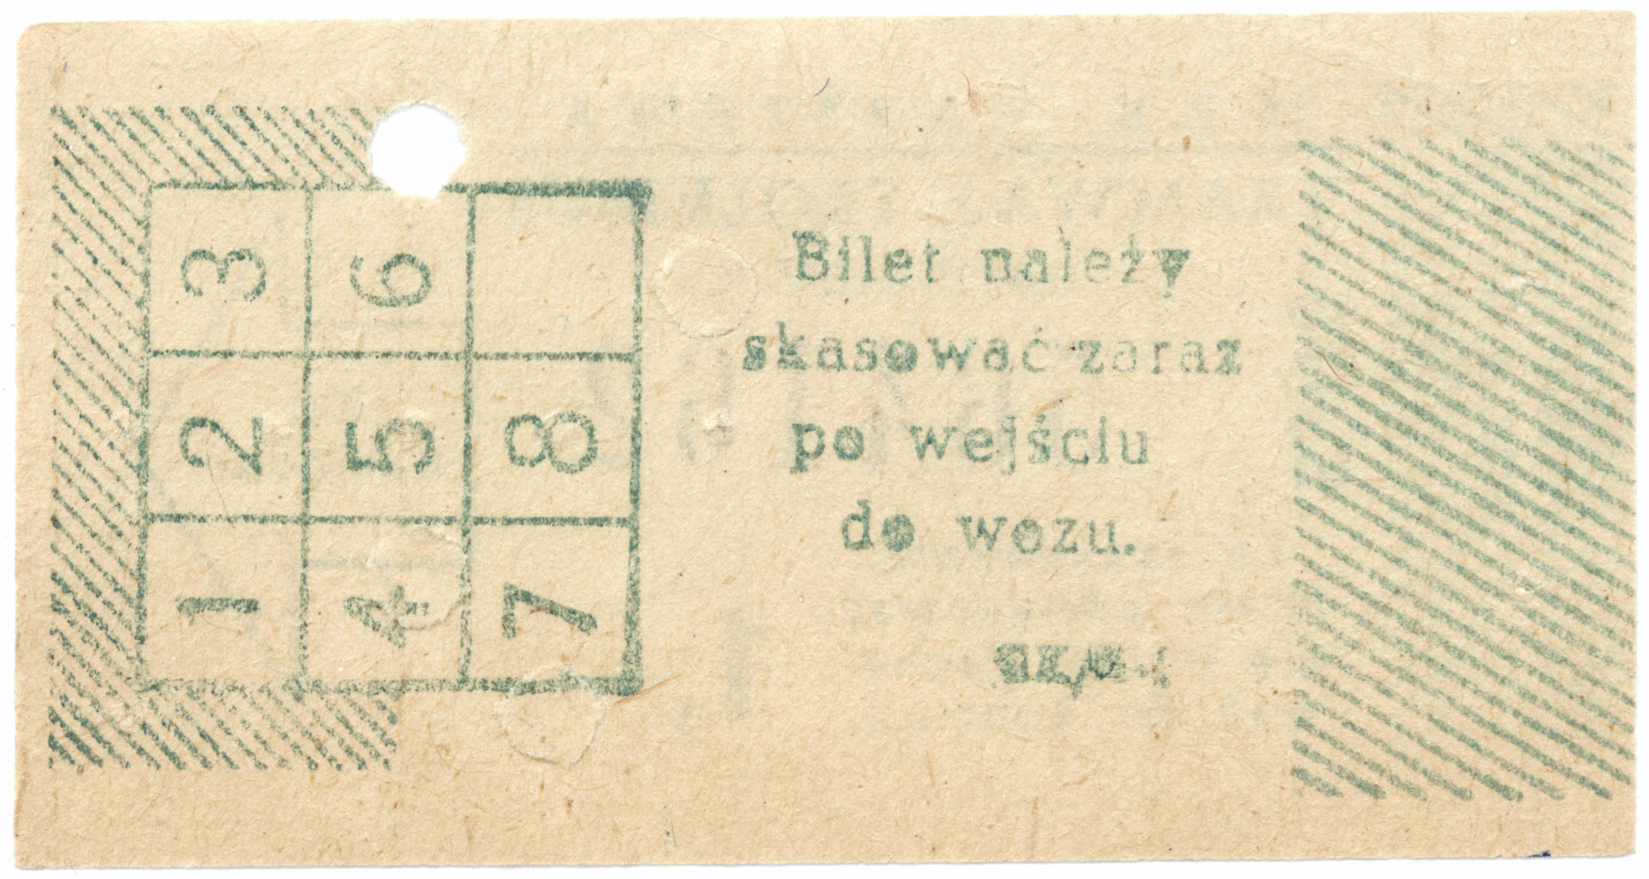 3 6
2 5 8
1 4 7
Bilet należy
skasować zaraz
po wejściu
do wozu.